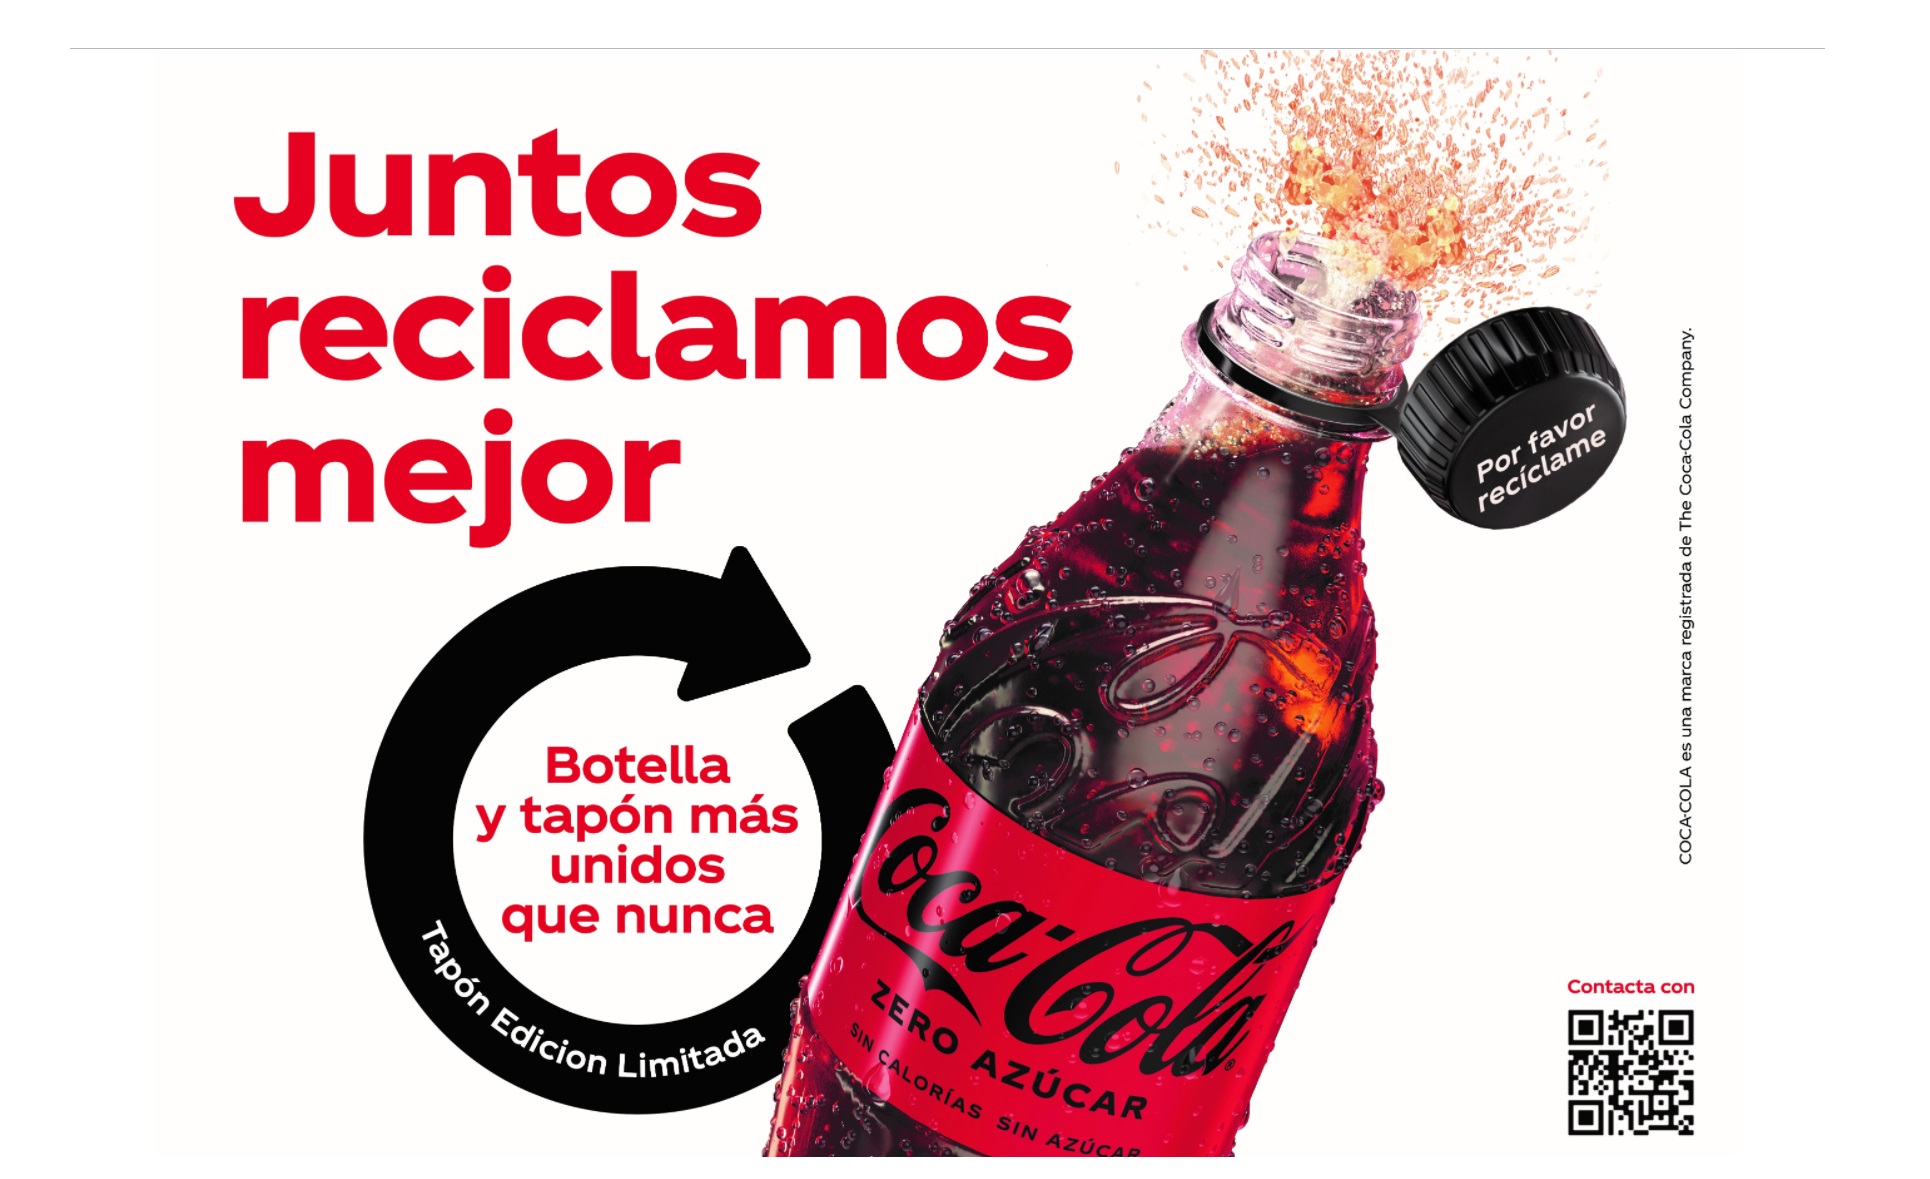 Juntos
reciclamos
mejor
Por favor
recíclame
COCA-COLA es una marca registrada de The Coca-Cola Company.
Botella
y tapón más
unidos
que nunca
Tapón Edicion Limitada
Coca-Cola
ZERO AZÚCAR
SIN CALORÍAS SIN AZÚCAR
Contacta con